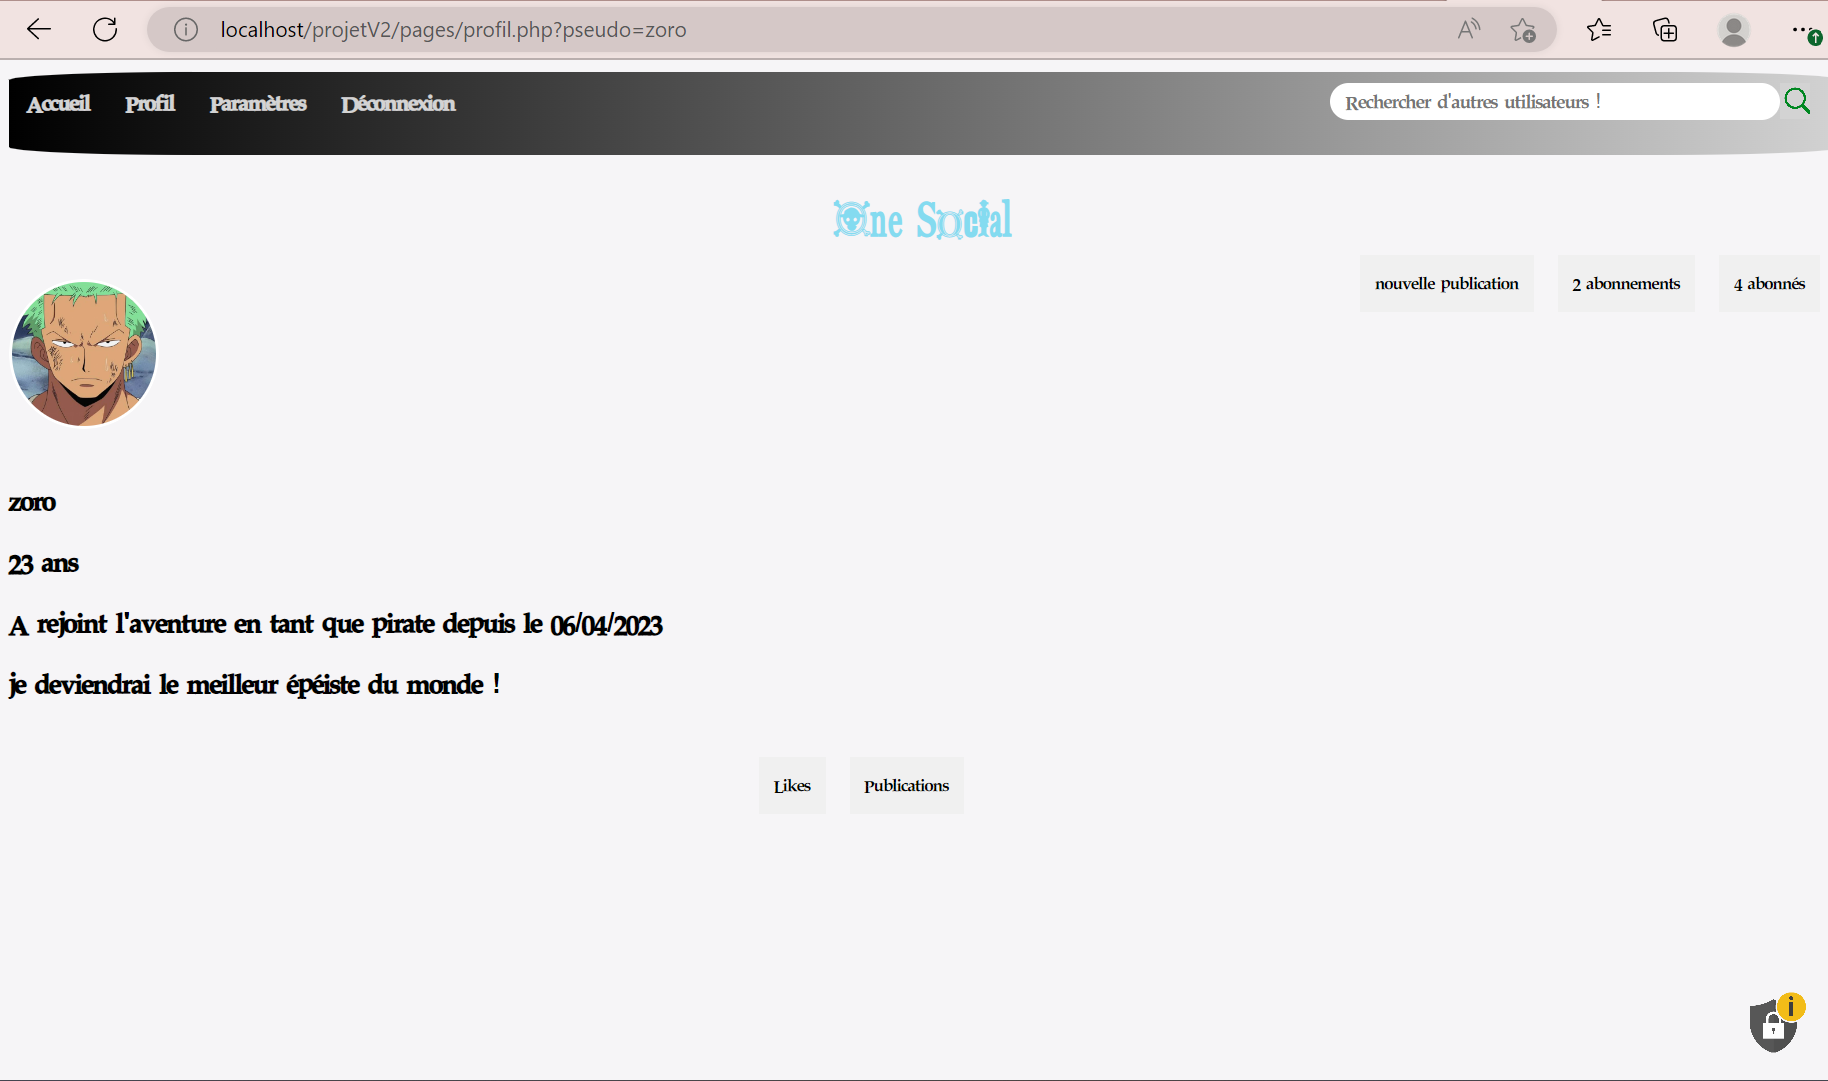 localhost/projetV2/pages/profil.php?pseudo=zoro
Accueil Profil Paramètres Déconnexion Rechercher d'autres utilisateurs !
One Social
nouvelle publication 2 abonnements 4 abonnés
zoro
23 ans
A rejoint l'aventure en tant que pirate depuis le 06/04/2023
je deviendrai le meilleur épéiste du monde !
Likes Publications